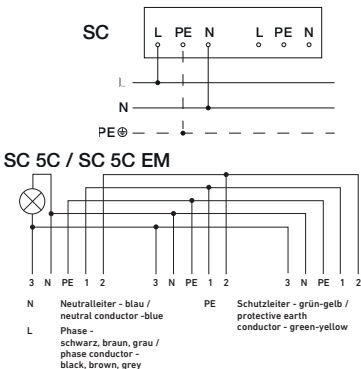 SC
L PE N L PE N
L
N
PE
SC 5C / SC 5C EM
3 N PE 1 2 3 N PE 1 2 3 N PE 1 2
N Neutralleiter - blau /
neutral conductor -blue
L Phase -
schwarz, braun, grau /
phase conductor -
black, brown, grey
PE Schutzleiter - grün-gelb /
protective earth
conductor - green-yellow